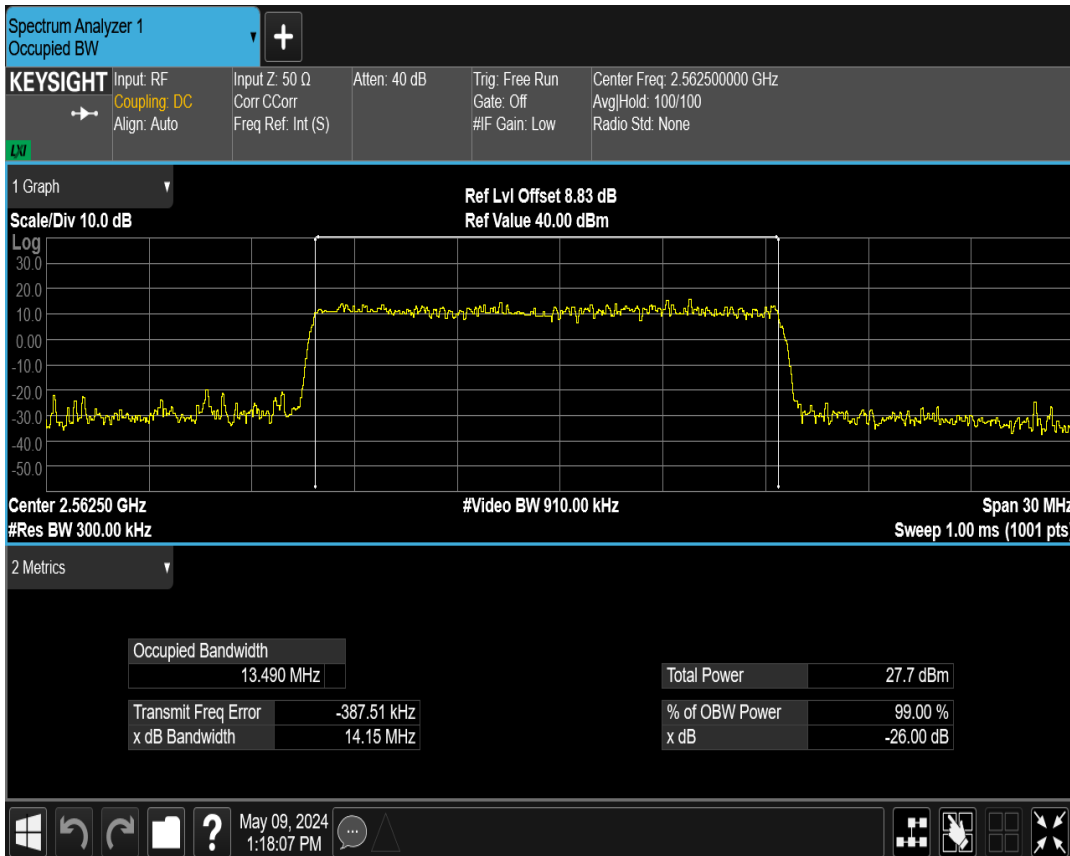 Spectrum Analyzer 1
Occupied BW
KEYSIGHT
LXI
Input: RF
Coupling: DC
Align: Auto
Input Z: 50 Ω
Corr CCorr
Freq Ref: Int (S)
Atten: 40 dB
Trig: Free Run
Gate: Off
#IF Gain: Low
Center Freq: 2.562500000 GHz
Avg|Hold: 100/100
Radio Std: None
1 Graph
Scale/Div 10.0 dB
Ref Lvl Offset 8.83 dB
Ref Value 40.00 dBm
Log
30.0
20.0
10.0
0.00
-10.0
-20.0
-30.0
-40.0
-50.0
Center 2.56250 GHz
#Video BW 910.00 kHz
Span 30 MHz
#Res BW 300.00 kHz
Sweep 1.00 ms (1001 pts)
2 Metrics
Occupied Bandwidth
13.490 MHz
Total Power 27.7 dBm
Transmit Freq Error -387.51 kHz
% of OBW Power 99.00 %
x dB Bandwidth 14.15 MHz
x dB -26.00 dB
?
May 09, 2024
1:18:07 PM